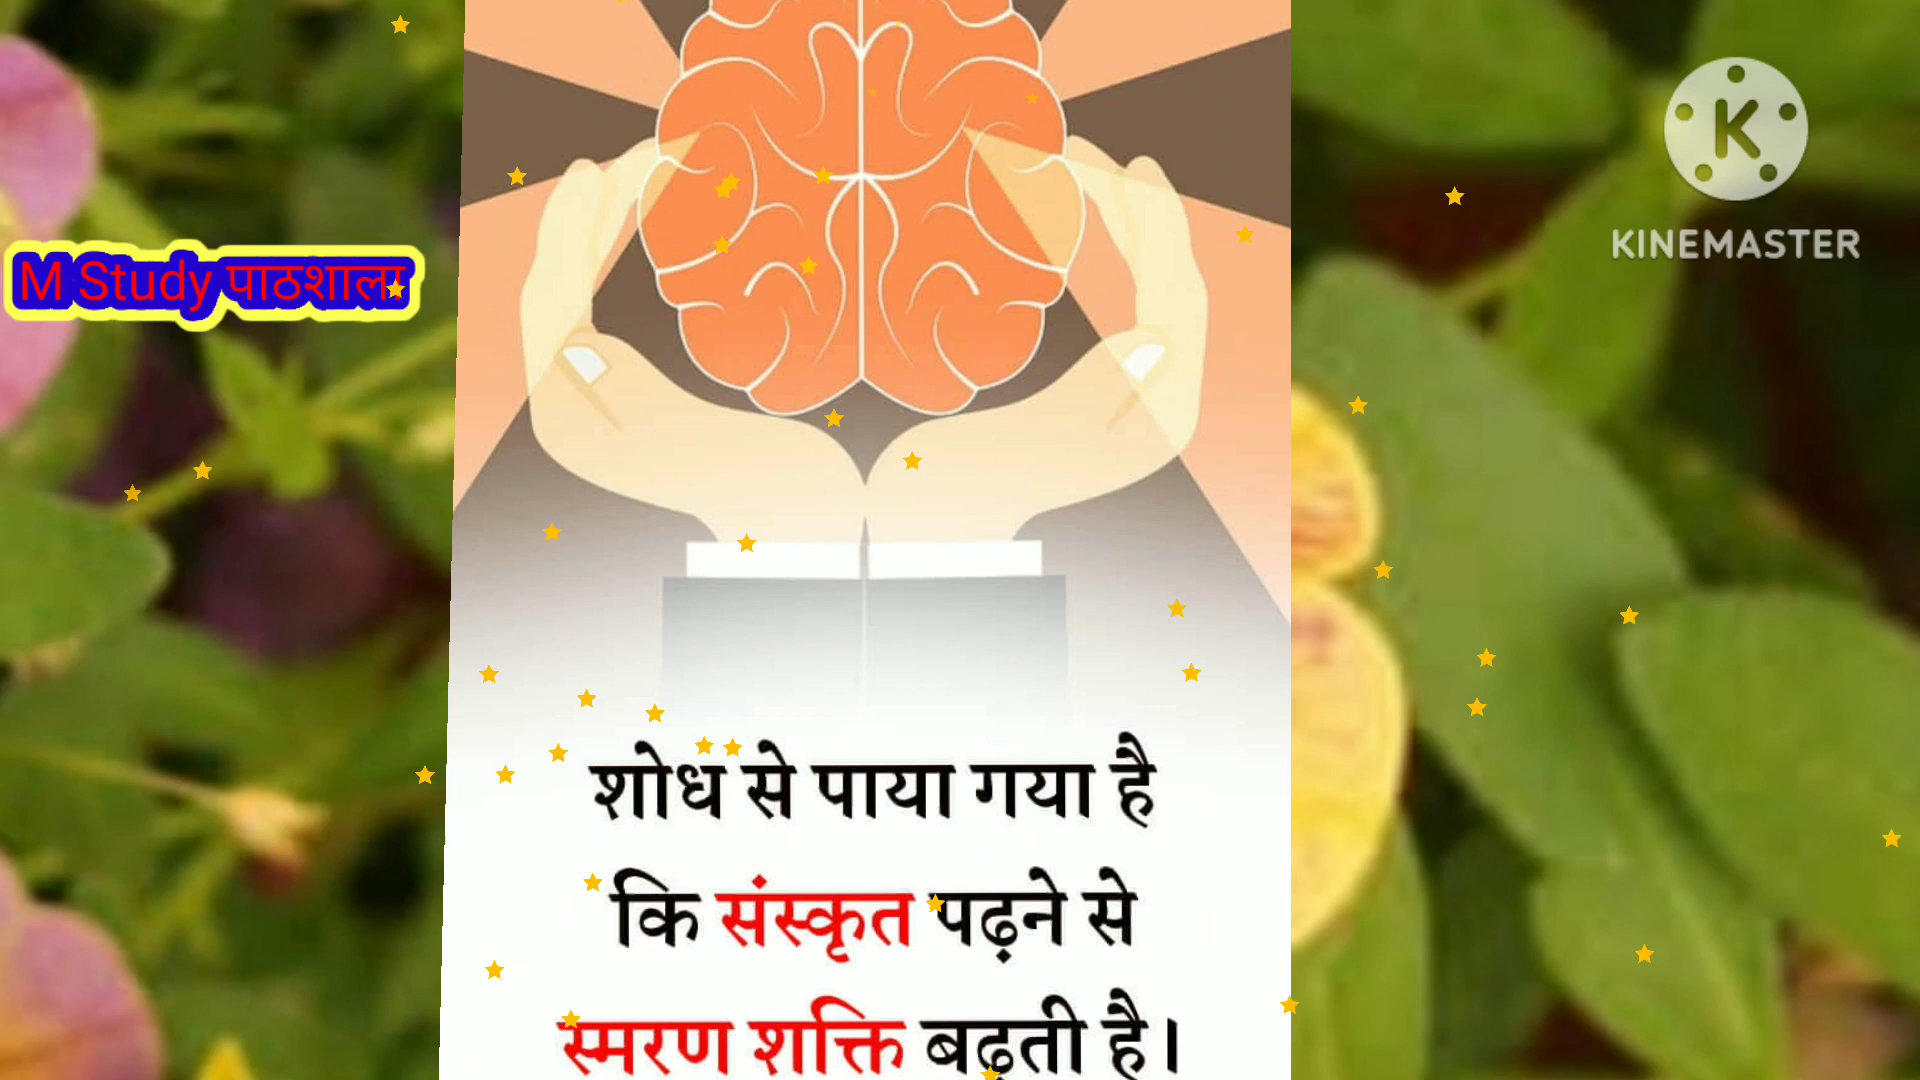 M Study पाठशाला
KINEMASTER
शोध से पाया गया है
कि संस्कृत पढ़ने से
स्मरण शक्ति बढ़ती है।